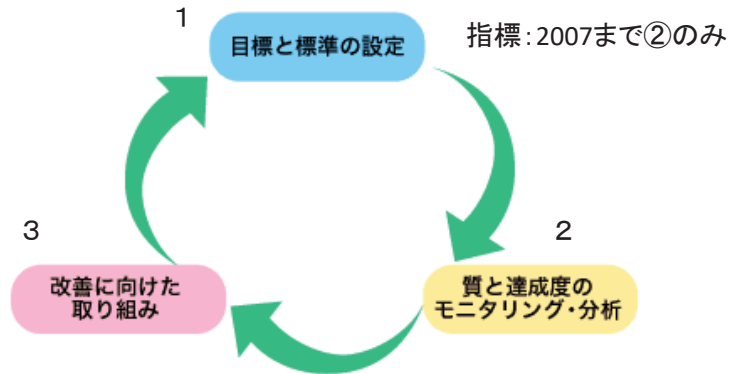 1
目標と標準の設定
指標:2007まで②のみ
3
2
改善に向けた
取り組み
質と達成度の
モニタリング・分析